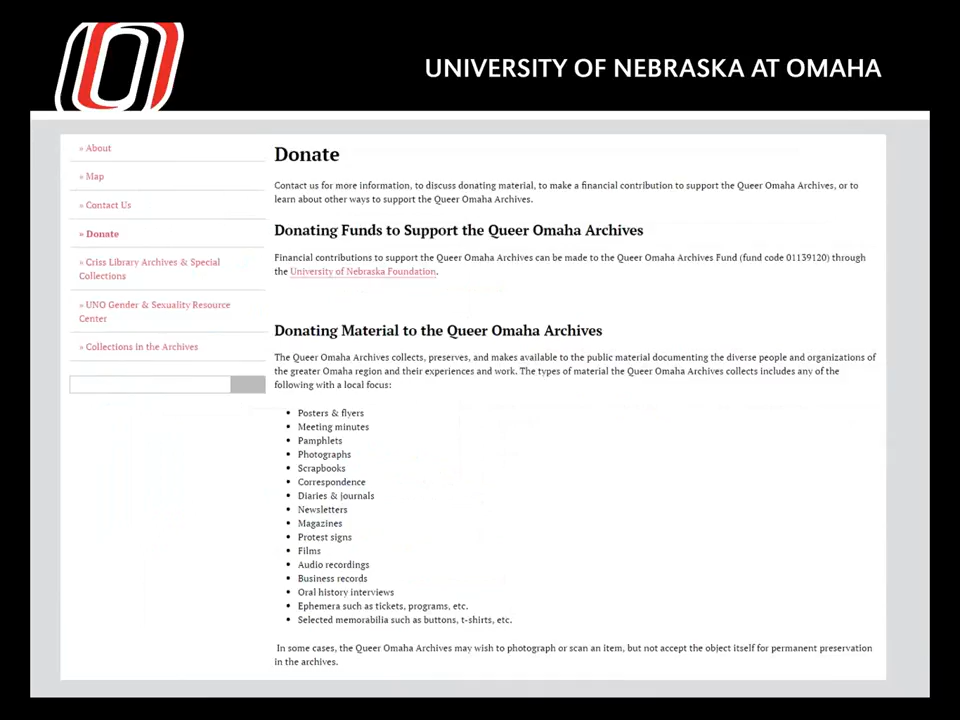 UNIVERSITY OF NEBRASKA AT OMAHA
» About
» Map
» Contact Us
» Donate
» Criss Library Archives & Special
Collections
» UNO Gender & Sexuality Resource
Center
» Collections in the Archives
Donate
Contact us for more information, to discuss donating material, to make a financial contribution to support the Queer Omaha Archives, or to
learn about other ways to support the Queer Omaha Archives.
Donating Funds to Support the Queer Omaha Archives
Financial contributions to support the Queer Omaha Archives can be made to the Queer Omaha Archives Fund (fund code 01139120) through
the University of Nebraska Foundation.
Donating Material to the Queer Omaha Archives
The Queer Omaha Archives collects, preserves, and makes available to the public material documenting the diverse people and organizations of
the greater Omaha region and their experiences and work. The types of material the Queer Omaha Archives collects includes any of the
following with a local focus:
• Posters & flyers
• Meeting minutes
• Pamphlets
• Photographs
• Scrapbooks
• Correspondence
• Diaries & journals
• Newsletters
• Magazines
• Protest signs
• Films
• Audio recordings
• Business records
• Oral history interviews
• Ephemera such as tickets, programs, etc.
• Selected memorabilia such as buttons, t-shirts, etc.
In some cases, the Queer Omaha Archives may wish to photograph or scan an item, but not accept the object itself for permanent preservation
in the archives.